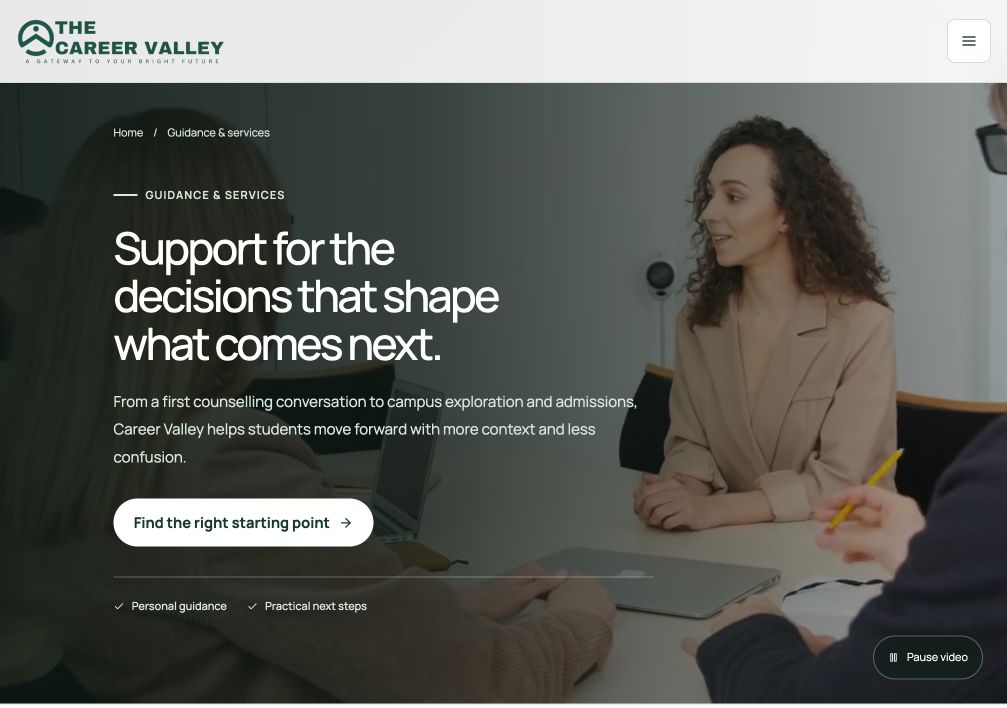 THE
CAREER VALLEY
A GATEWAY TO YOUR BRIGHT FUTURE
Home / Guidance & services
GUIDANCE & SERVICES
Support for the
decisions that shape
what comes next.
From a first counselling conversation to campus exploration and admissions,
Career Valley helps students move forward with more context and less
confusion.
Find the right starting point →
Personal guidance
Practical next steps
Pause video